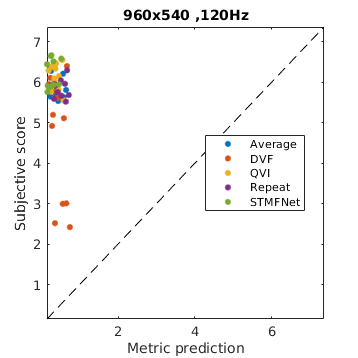 960x540 ,120Hz
7
6
5
4
3
2
1
Subjective score
Average
DVF
QVI
Repeat
STMFNet
2 4 6
Metric prediction